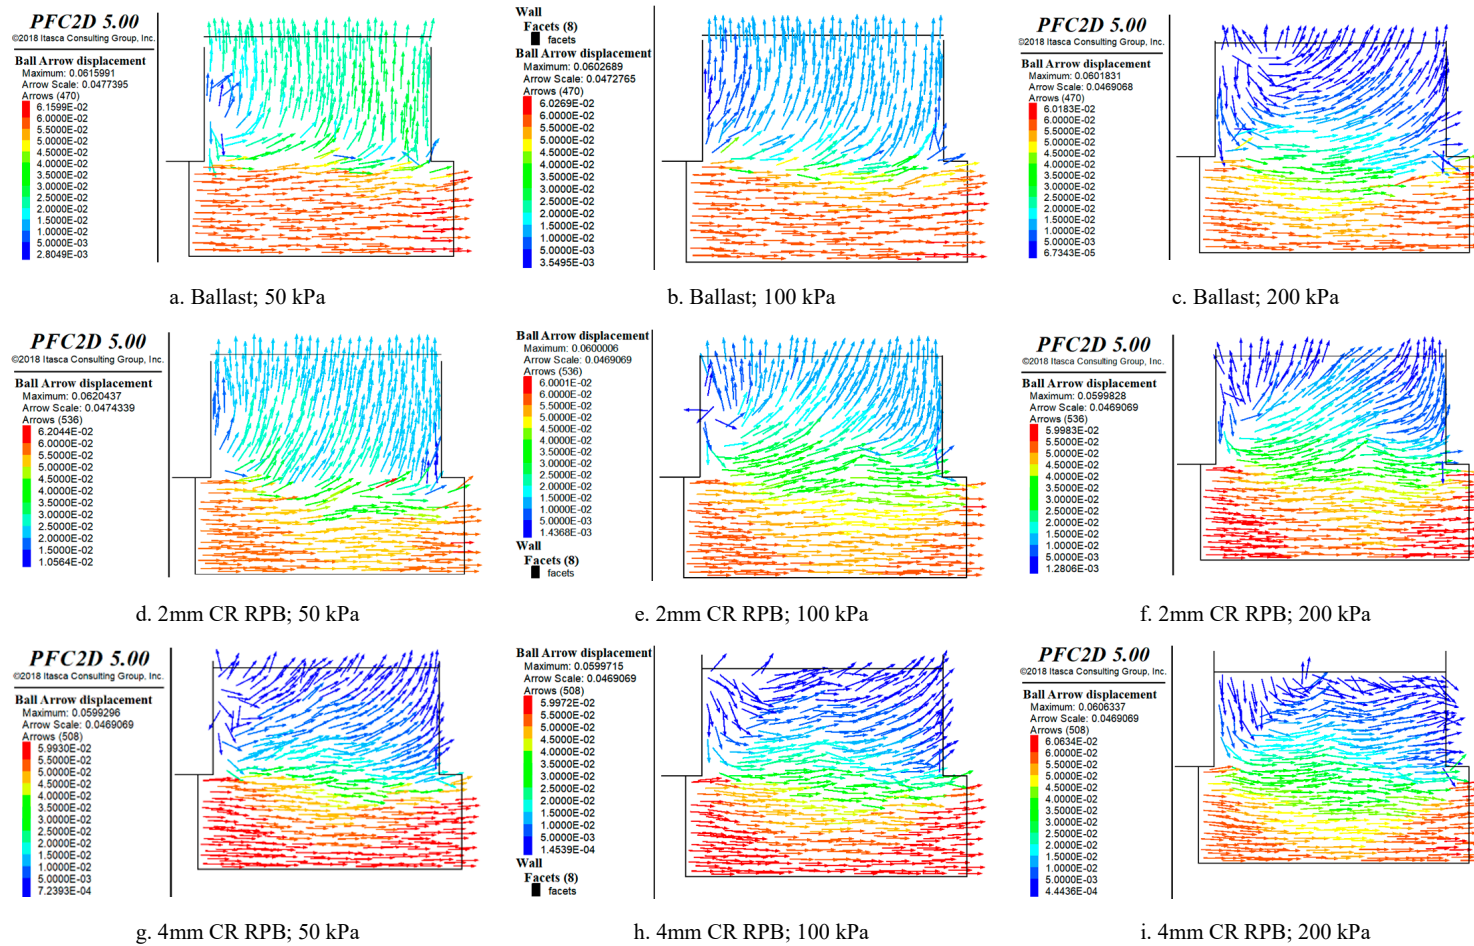 PFC2D 5.00
©2018 Itasca Consulting Group, Inc.
Ball Arrow displacement
Maximum: 0.0615991
Arrow Scale: 0.0477395
Arrows (470)
6.1599E-02
6.0000E-02
5.5000E-02
5.0000E-02
4.5000E-02
4.0000E-02
3.5000E-02
3.0000E-02
2.5000E-02
2.0000E-02
1.5000E-02
1.0000E-02
5.0000E-03
2.8049E-03
a. Ballast; 50 kPa
Wall
Facets (8)
facets
Ball Arrow displacement
Maximum: 0.0602689
Arrow Scale: 0.0472765
Arrows (470)
6.0269E-02
6.0000E-02
5.5000E-02
5.0000E-02
4.5000E-02
4.0000E-02
3.5000E-02
3.0000E-02
2.5000E-02
2.0000E-02
1.5000E-02
1.0000E-02
5.0000E-03
3.5495E-03
b. Ballast; 100 kPa
PFC2D 5.00
©2018 Itasca Consulting Group, Inc.
Ball Arrow displacement
Maximum: 0.0601831
Arrow Scale: 0.0469068
Arrows (470)
6.0183E-02
6.0000E-02
5.5000E-02
5.0000E-02
4.5000E-02
4.0000E-02
3.5000E-02
3.0000E-02
2.5000E-02
2.0000E-02
1.5000E-02
1.0000E-02
5.0000E-03
6.7343E-05
c. Ballast; 200 kPa
PFC2D 5.00
©2018 Itasca Consulting Group, Inc.
Ball Arrow displacement
Maximum: 0.0620437
Arrow Scale: 0.0474339
Arrows (536)
6.2044E-02
6.0000E-02
5.5000E-02
5.0000E-02
4.5000E-02
4.0000E-02
3.5000E-02
3.0000E-02
2.5000E-02
2.0000E-02
1.5000E-02
1.0564E-02
d. 2mm CR RPB; 50 kPa
Ball Arrow displacement
Maximum: 0.0600006
Arrow Scale: 0.0469069
Arrows (536)
6.0001E-02
6.0000E-02
5.5000E-02
5.0000E-02
4.5000E-02
4.0000E-02
3.5000E-02
3.0000E-02
2.5000E-02
2.0000E-02
1.5000E-02
1.0000E-02
5.0000E-03
1.4368E-03
Wall
Facets (8)
facets
e. 2mm CR RPB; 100 kPa
PFC2D 5.00
©2018 Itasca Consulting Group, Inc.
Ball Arrow displacement
Maximum: 0.0599828
Arrow Scale: 0.0469069
Arrows (536)
5.9983E-02
5.5000E-02
5.0000E-02
4.5000E-02
4.0000E-02
3.5000E-02
3.0000E-02
2.5000E-02
2.0000E-02
1.5000E-02
1.0000E-02
5.0000E-03
1.2806E-03
f. 2mm CR RPB; 200 kPa
PFC2D 5.00
©2018 Itasca Consulting Group, Inc.
Ball Arrow displacement
Maximum: 0.0599296
Arrow Scale: 0.0469069
Arrows (508)
5.9930E-02
5.5000E-02
5.0000E-02
4.5000E-02
4.0000E-02
3.5000E-02
3.0000E-02
2.5000E-02
2.0000E-02
1.5000E-02
1.0000E-02
5.0000E-03
7.2393E-04
g. 4mm CR RPB; 50 kPa
Ball Arrow displacement
Maximum: 0.0599715
Arrow Scale: 0.0469069
Arrows (508)
5.9972E-02
5.5000E-02
5.0000E-02
4.5000E-02
4.0000E-02
3.5000E-02
3.0000E-02
2.5000E-02
2.0000E-02
1.5000E-02
1.0000E-02
5.0000E-03
1.4539E-04
Wall
Facets (8)
facets
h. 4mm CR RPB; 100 kPa
PFC2D 5.00
©2018 Itasca Consulting Group, Inc.
Ball Arrow displacement
Maximum: 0.0606337
Arrow Scale: 0.0469069
Arrows (508)
6.0634E-02
6.0000E-02
5.5000E-02
5.0000E-02
4.5000E-02
4.0000E-02
3.5000E-02
3.0000E-02
2.5000E-02
2.0000E-02
1.5000E-02
1.0000E-02
5.0000E-03
4.4436E-04
i. 4mm CR RPB; 200 kPa